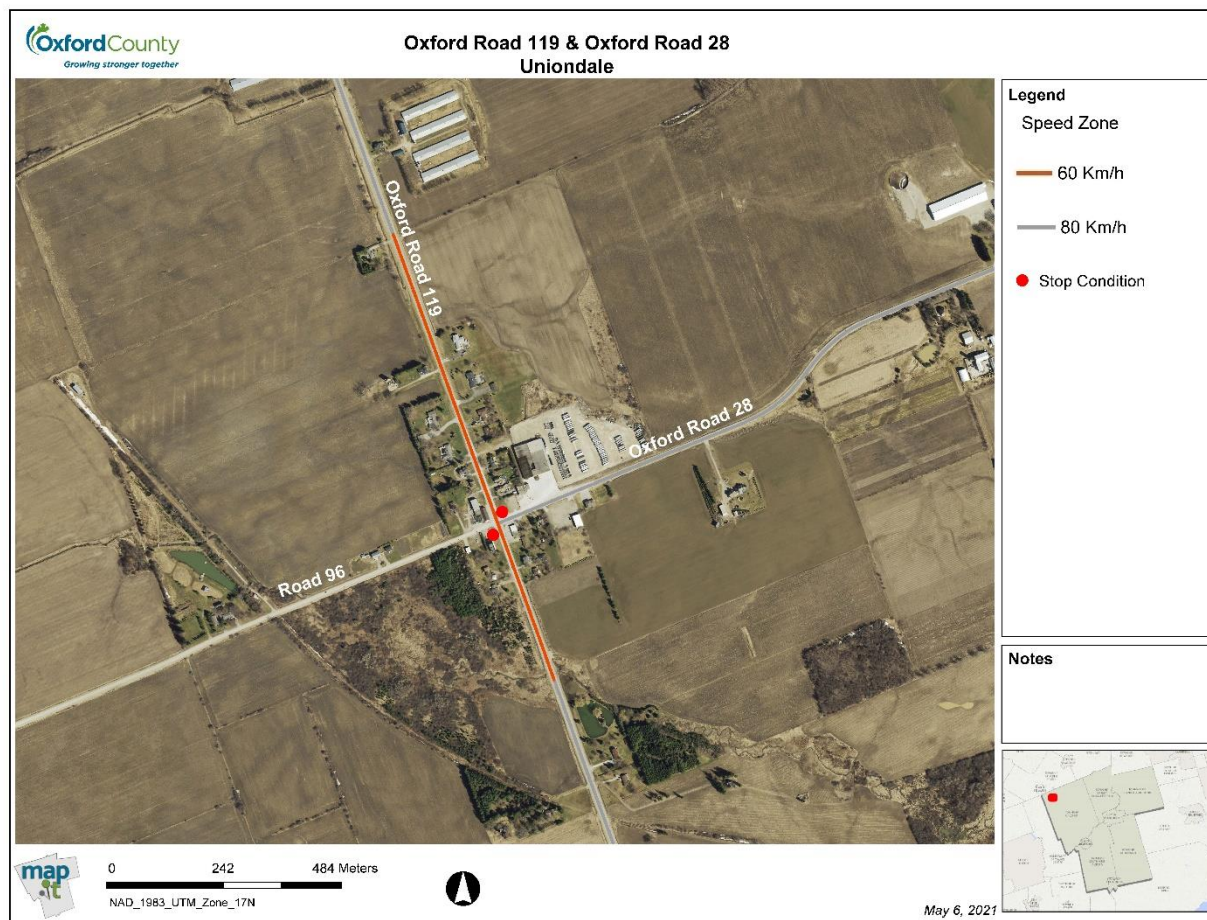 OxfordCounty
Growing stronger together
Oxford Road 119 & Oxford Road 28
Uniondale
Oxford Road 119
Oxford Road 28
Road 96
Legend
Speed Zone
60 Km/h
80 Km/h
Stop Condition
Notes
map it
0 242 484 Meters
NAD_1983_UTM_Zone_17N
May 6, 2021